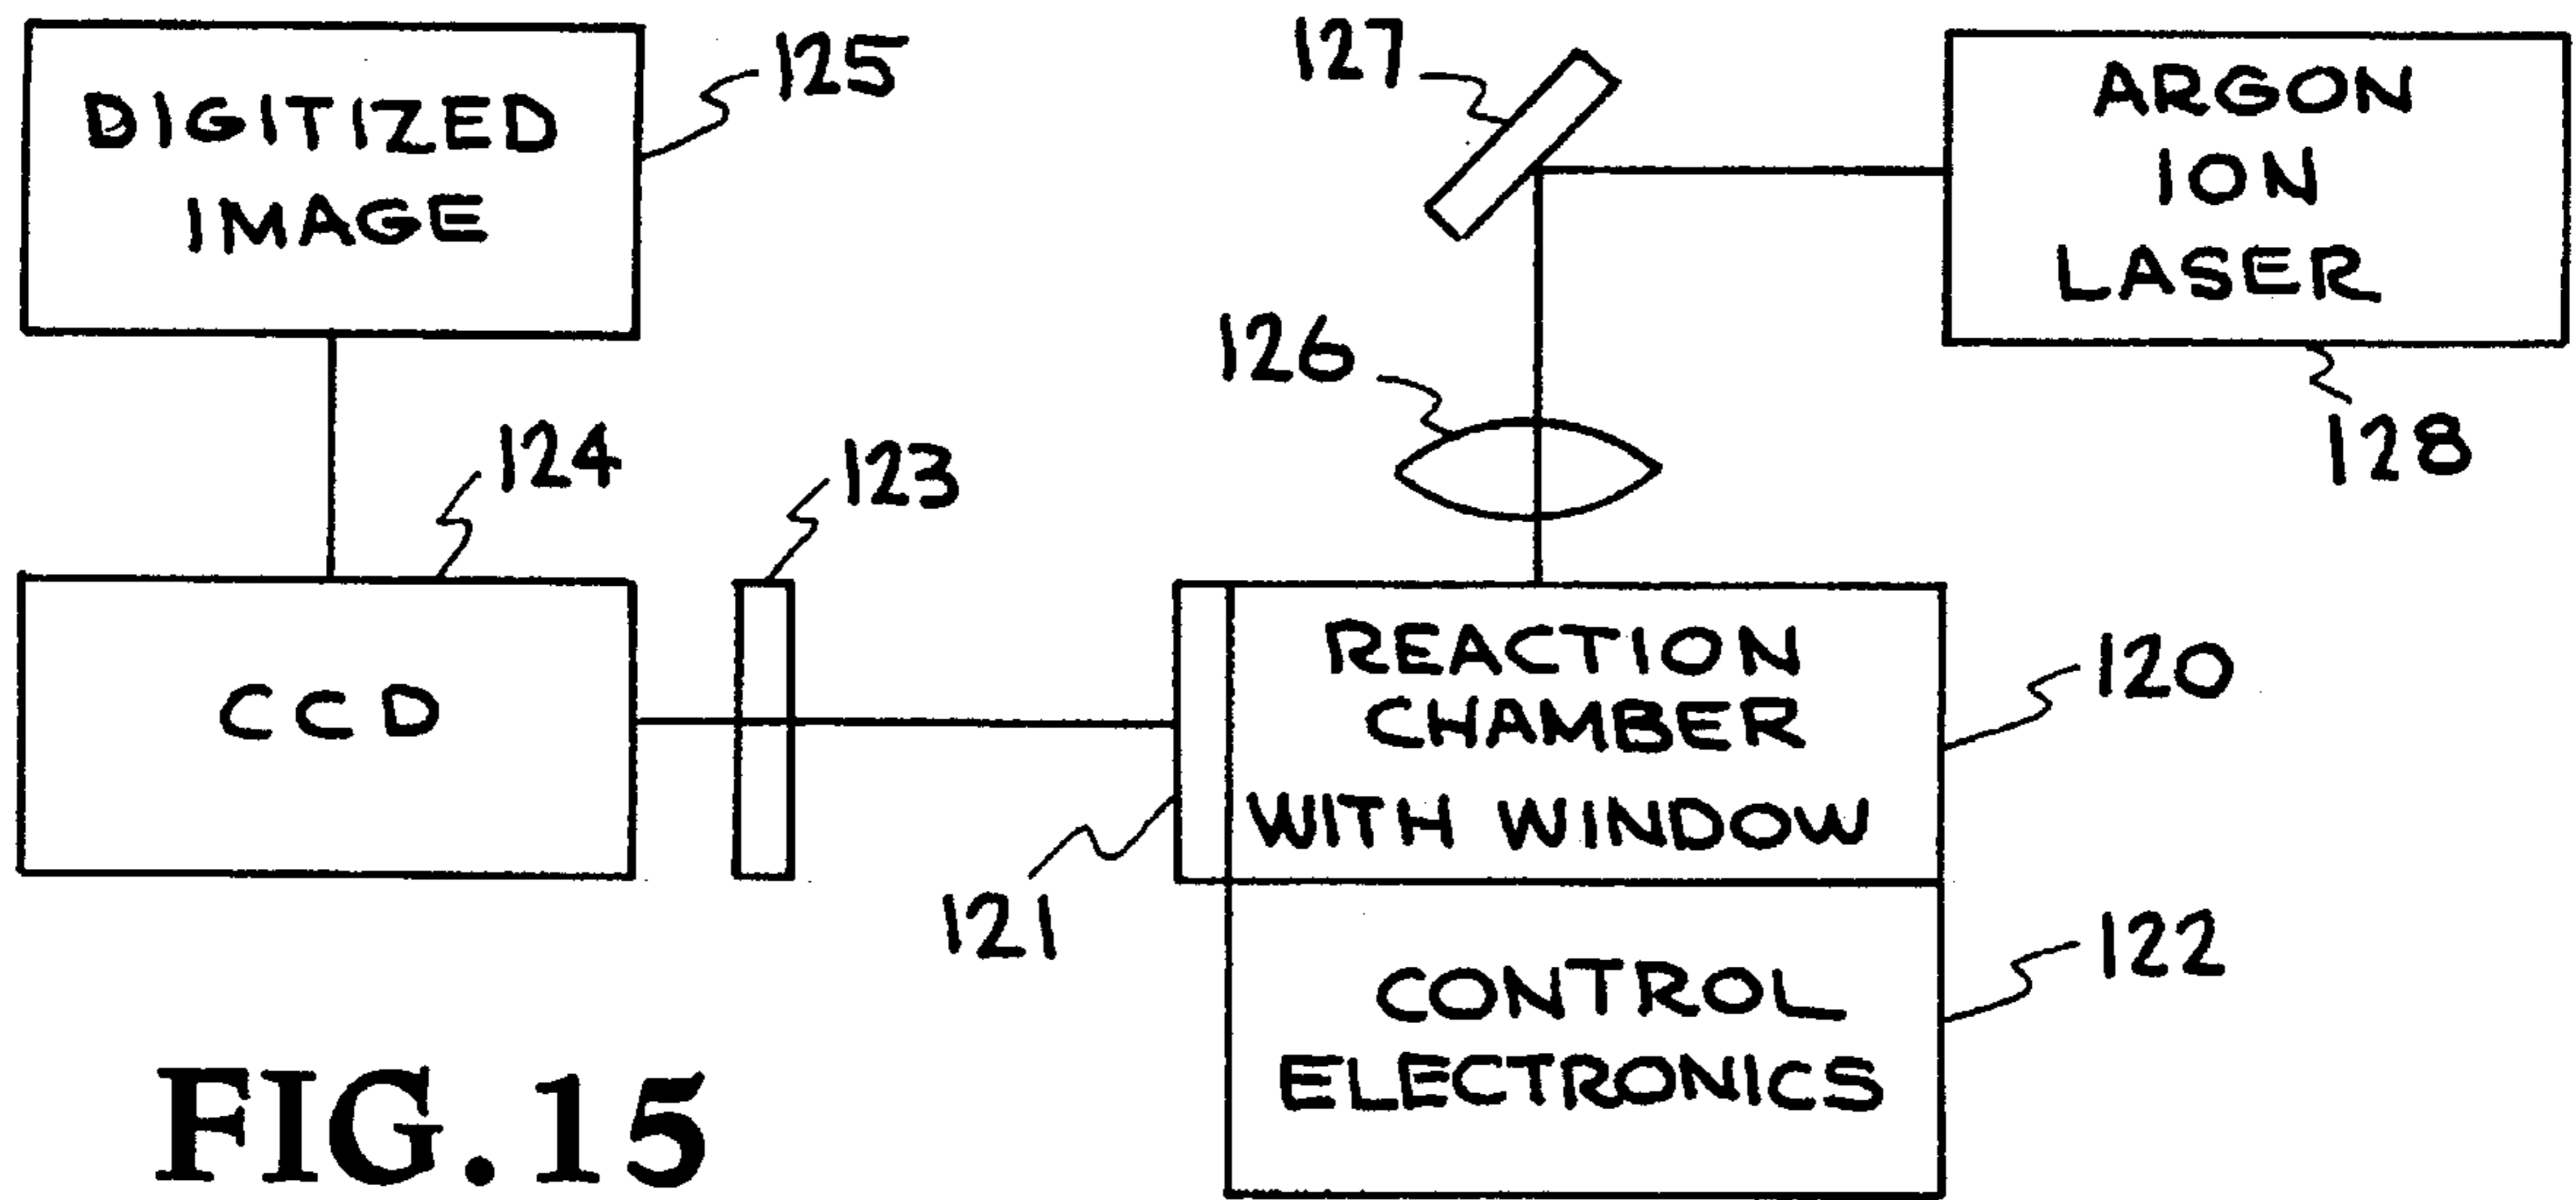 DIGITIZED
IMAGE
125
127
ARGON
ION
LASER
126
128
124
123
CCD
REACTION
CHAMBER
WITH WINDOW
120
121
CONTROL
ELECTRONICS
122
FIG. 15